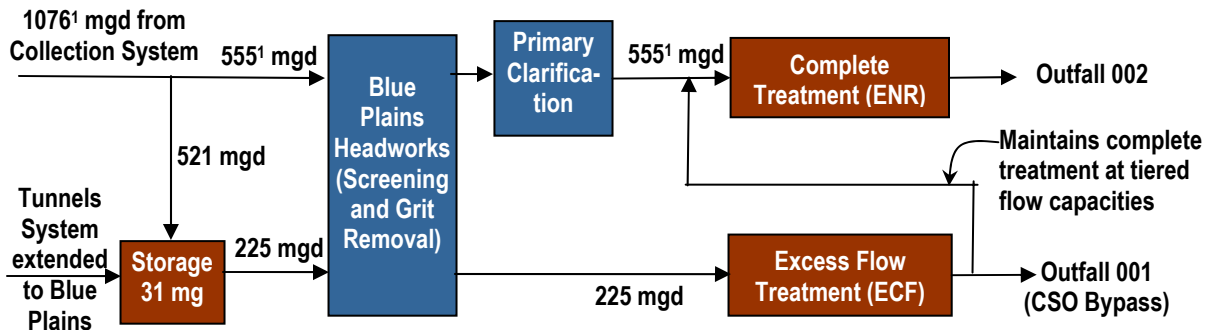 1076¹ mgd from
Collection System
555¹ mgd
521 mgd
Tunnels
System
extended
to Blue
Plains
Storage
31 mg
225 mgd
Blue
Plains
Headworks
(Screening
and Grit
Removal)
Primary
Clarifica-
tion
555¹ mgd
Complete
Treatment (ENR)
Outfall 002
Maintains complete
treatment at tiered
flow capacities
225 mgd
Excess Flow
Treatment (ECF)
Outfall 001
(CSO Bypass)